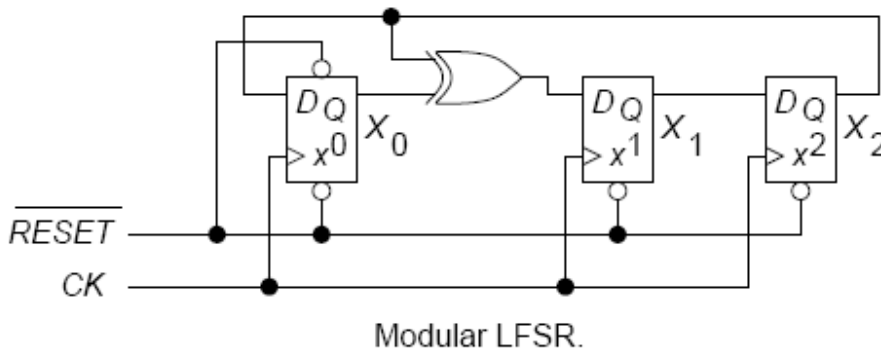 D Q X₀ D Q X₁ D Q X₂
x⁰ x¹ x²
RESET
CK
Modular LFSR.